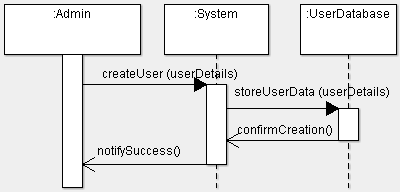 :Admin :System :UserDatabase
createUser (userDetails)
storeUserData (userDetails)
confirmCreation()
notifySuccess()